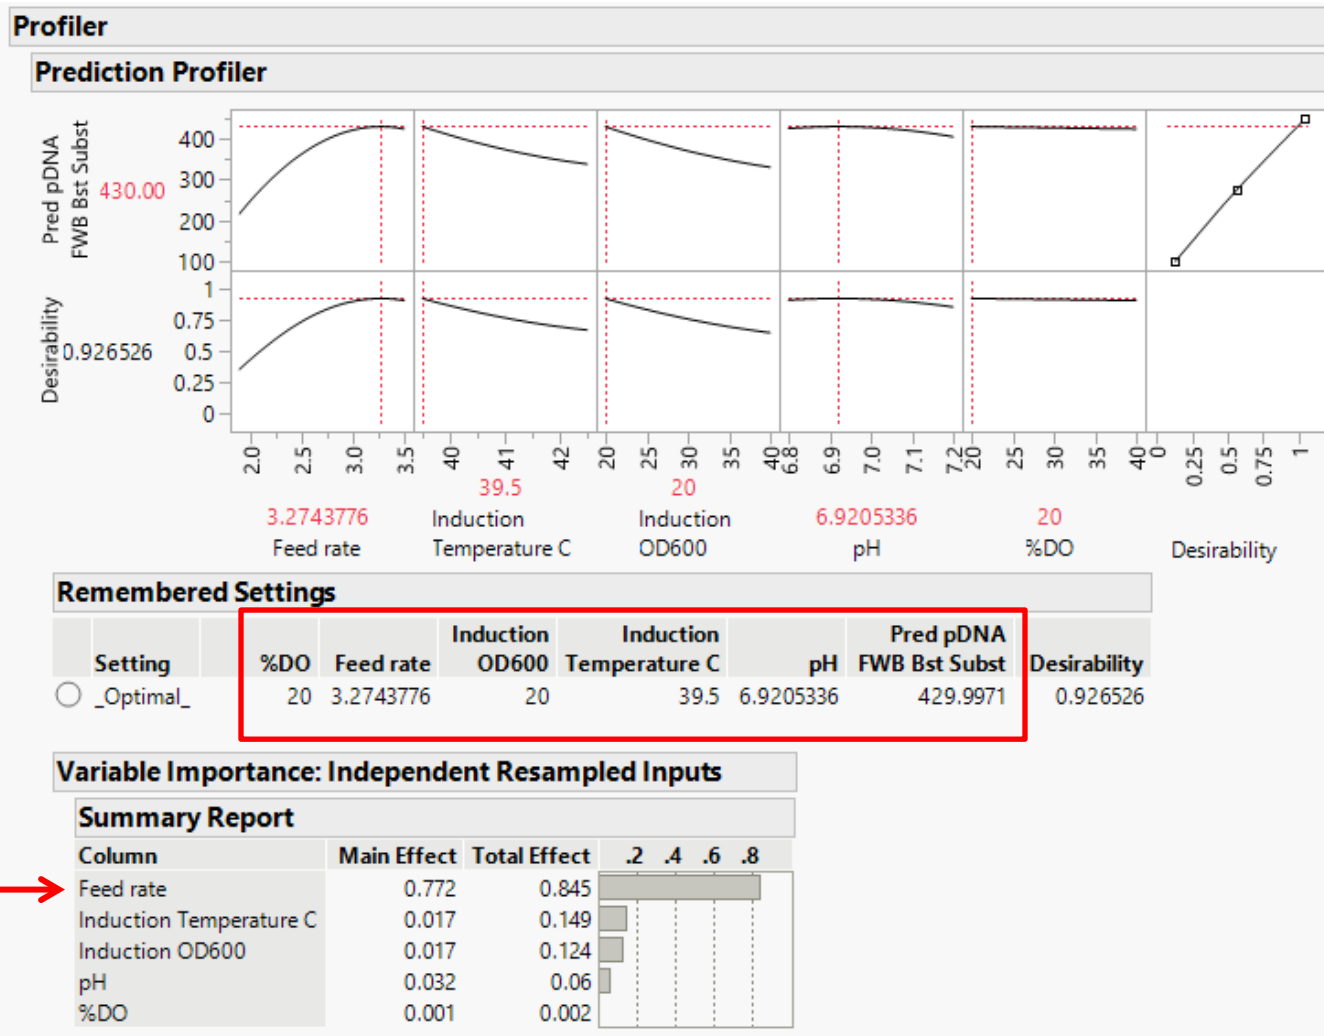 Profiler
Prediction Profiler
Pred pDNA
FWB Bst Subst
430.00
400
300
200
100
Desirability
0.926526
1
0.75
0.5
0.25
0
2.0 2.5 3.0 3.5 40 41 42 20 25 30 35 40 6.8 6.9 7.0 7.1 7.2 20 25 30 35 40 0 0.25 0.5 0.75 1
3.2743776 39.5 20 6.9205336 20
Feed rate
Induction
Temperature C
Induction
OD600
pH
%DO
Desirability
Remembered Settings
Induction Induction Pred pDNA
Setting %DO Feed rate OD600 Temperature C pH FWB Bst Subst Desirability
_Optimal_ 20 3.2743776 20 39.5 6.9205336 429.9971 0.926526
Variable Importance: Independent Resampled Inputs
Summary Report
Column Main Effect Total Effect .2 .4 .6 .8
Feed rate 0.772 0.845
Induction Temperature C 0.017 0.149
Induction OD600 0.017 0.124
pH 0.032 0.06
%DO 0.001 0.002